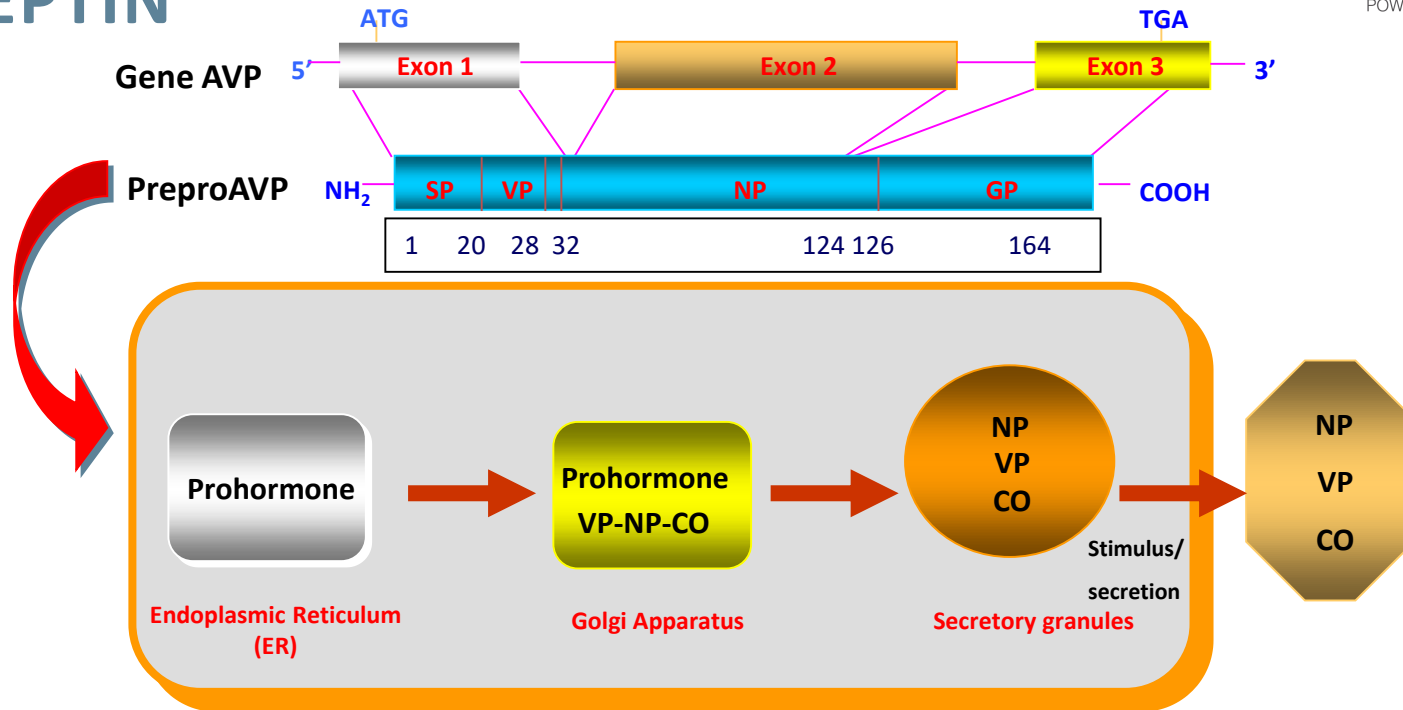 ATG
TGA
Gene AVP 5’ Exon 1 Exon 2 Exon 3 3’
PreproAVP NH2 SP VP NP GP COOH
1 20 28 32 124 126 164
Prohormone
Endoplasmic Reticulum
(ER)
Prohormone
VP-NP-CO
Golgi Apparatus
NP
VP
CO
Secretory granules
Stimulus/
secretion
NP
VP
CO